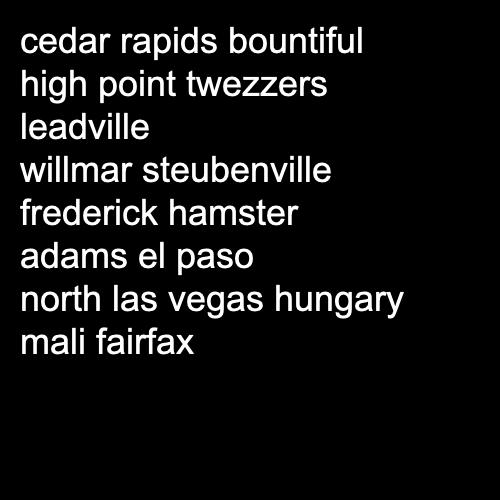 cedar rapids bountiful
high point twezzers
leadville
willmar steubenville
frederick hamster
adams el paso
north las vegas hungary
mali fairfax